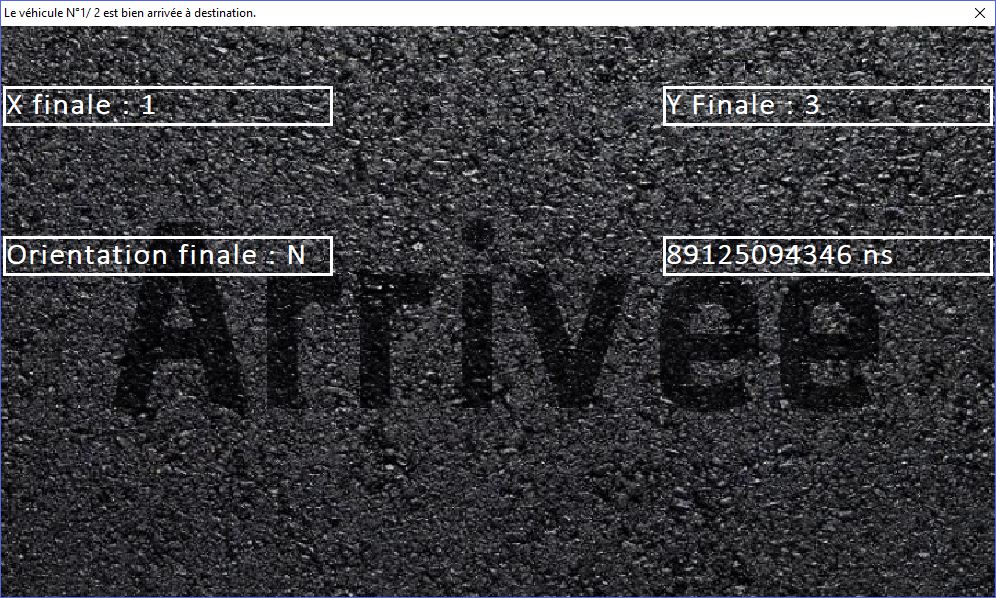 Le véhicule N°1/ 2 est bien arrivée à destination.
X finale : 1
Y Finale : 3
Orientation finale : N
89125094346 ns
Arrivee